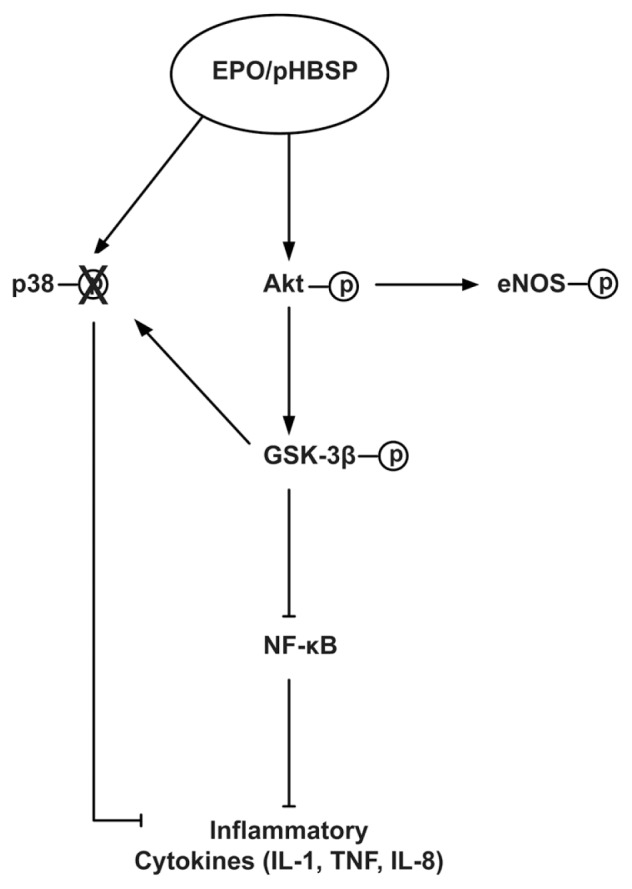 EPO/pHBSP
p38
Akt
p
eNOS
p
GSK-3β
p
NF-κB
Inflammatory
Cytokines (IL-1, TNF, IL-8)